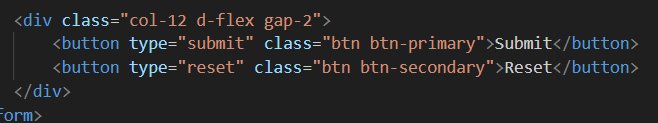 <div class="col-12 d-flex gap-2">
<button type="submit" class="btn btn-primary">Submit</button>
<button type="reset" class="btn btn-secondary">Reset</button>
</div>
form>